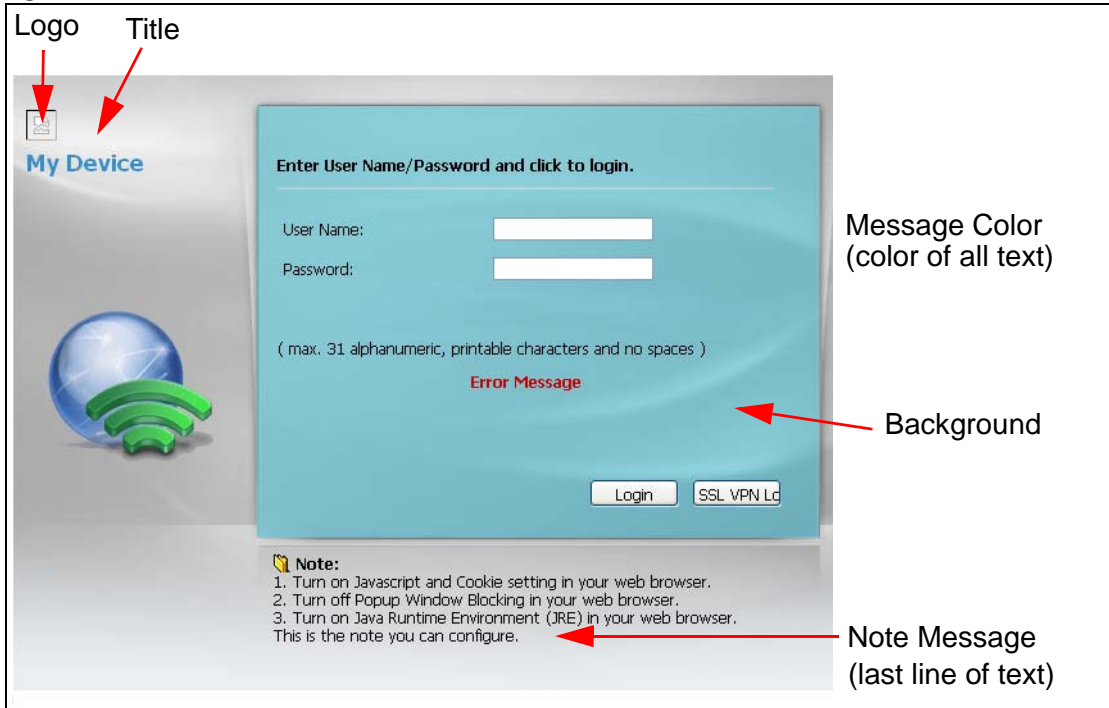 Logo
Title
My Device
Enter User Name/Password and click to login.
User Name:
Password:
( max. 31 alphanumeric, printable characters and no spaces )
Error Message
Login
SSL VPN Lo
Message Color
(color of all text)
Background
Note:
1. Turn on Javascript and Cookie setting in your web browser.
2. Turn off Popup Window Blocking in your web browser.
3. Turn on Java Runtime Environment (JRE) in your web browser.
This is the note you can configure.
Note Message
(last line of text)